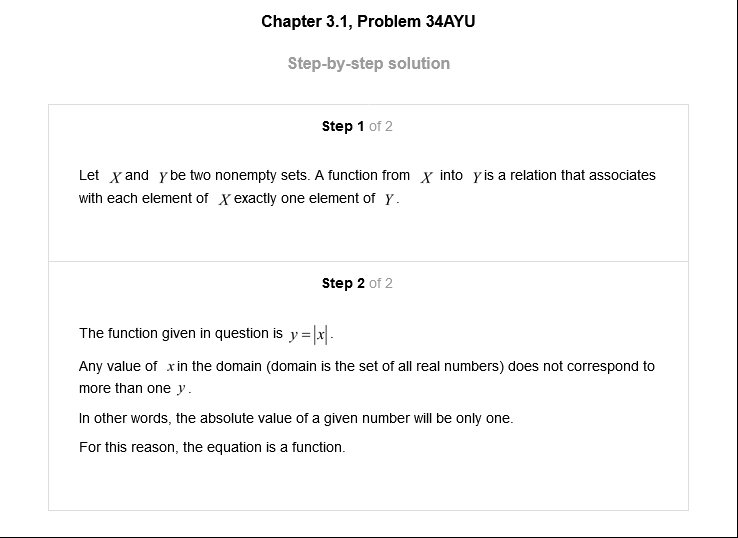 Chapter 3.1, Problem 34AYU
Step-by-step solution
Step 1 of 2
Let X and Y be two nonempty sets. A function from X into Y is a relation that associates
with each element of X exactly one element of Y.
Step 2 of 2
The function given in question is y = |x|.
Any value of x in the domain (domain is the set of all real numbers) does not correspond to
more than one y.
In other words, the absolute value of a given number will be only one.
For this reason, the equation is a function.